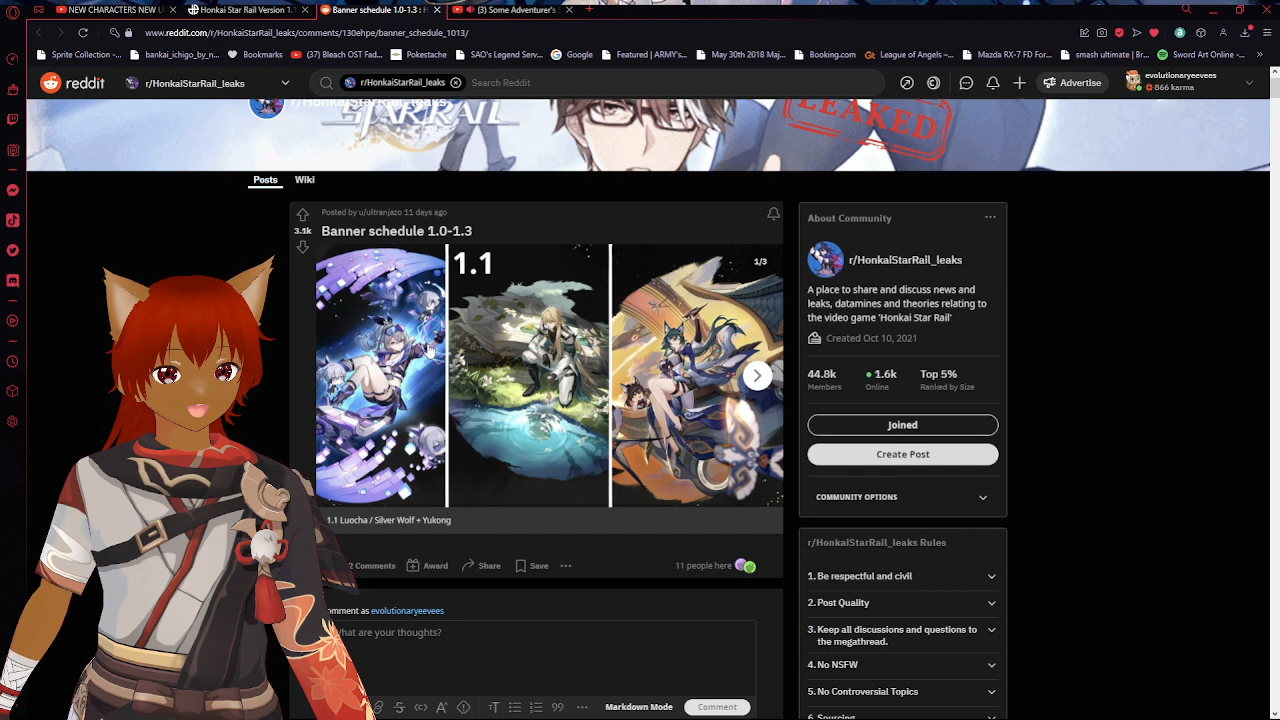 NEW CHARACTERS NEW U
Honkai Star Rail Version 1.
Banner schedule 1.0-1.3 : H
(3) Some Adventurer's
www.reddit.com/r/HonkaiStarRail_leaks/comments/130ehpe/banner_schedule_1013/
Sprite Collection -...
bankai_ichigo_by_n...
Bookmarks
(37) Bleach OST Fad...
Pokestache
SAO's Legend Serv...
Google
Featured | ARMY's...
May 30th 2018 Maj...
Booking.com
League of Angels –...
Mazda RX-7 FD For...
smash ultimate | Br...
Sword Art Online -...
reddit
r/HonkaiStarRail_leaks
r/HonkaiStarRail_leaks
Search Reddit
Advertise
evolutionaryeevees
866 karma
r/HonkaiStarRail_leaks
STAR RAIL
LEAKED
Posts
Wiki
Posted by u/ultranjazo 11 days ago
3.1k
Banner schedule 1.0-1.3
1.1
1/3
1.1 Luocha / Silver Wolf + Yukong
2 Comments
Award
Share
Save
11 people here
omment as evolutionaryeevees
hat are your thoughts?
Markdown Mode
Comment
About Community
r/HonkaiStarRail_leaks
A place to share and discuss news and
leaks, datamines and theories relating to
the video game 'Honkai Star Rail'
Created Oct 10, 2021
44.8k
1.6k
Top 5%
Members
Online
Ranked by Size
Joined
Create Post
COMMUNITY OPTIONS
r/HonkaiStarRail_leaks Rules
1. Be respectful and civil
2. Post Quality
3. Keep all discussions and questions to
the megathread.
4. No NSFW
5. No Controversial Topics
6. Sourcing